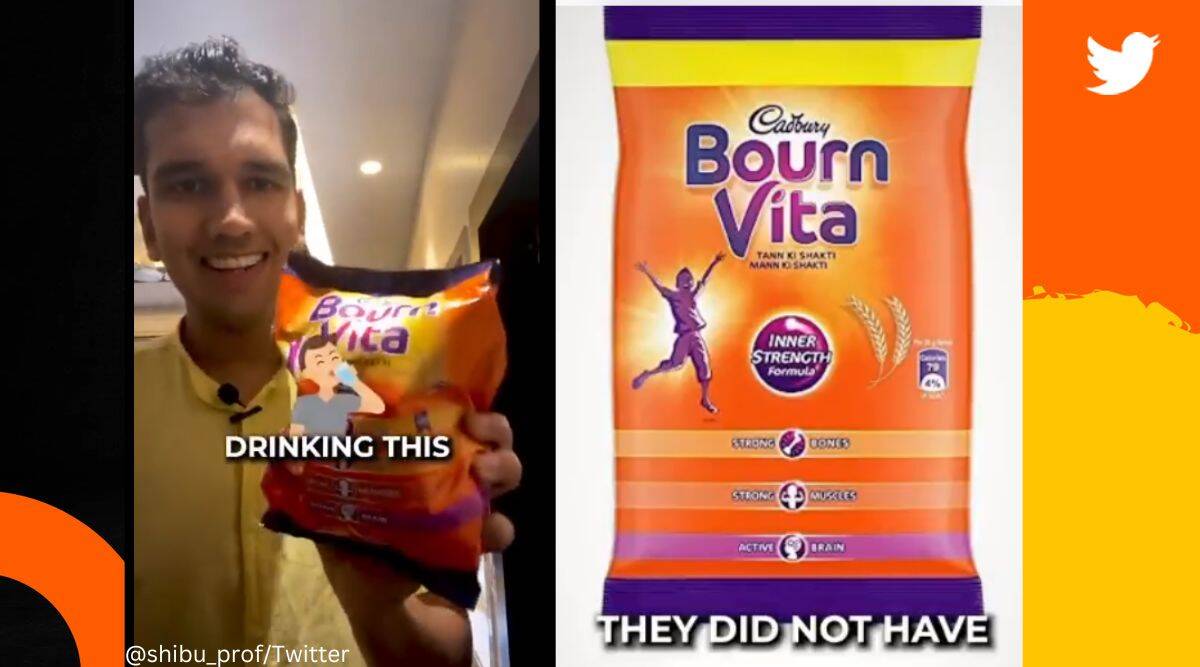 Bourn
Vita
DRINKING THIS
@shibu_prof/Twitter
Cadbury
Bourn
Vita
TANN KI SHAKTI
MANN KI SHAKTI
INNER
STRENGTH
Formula
Calories
79
4%
STRONG BONES
STRONG MUSCLES
ACTIVE BRAIN
THEY DID NOT HAVE